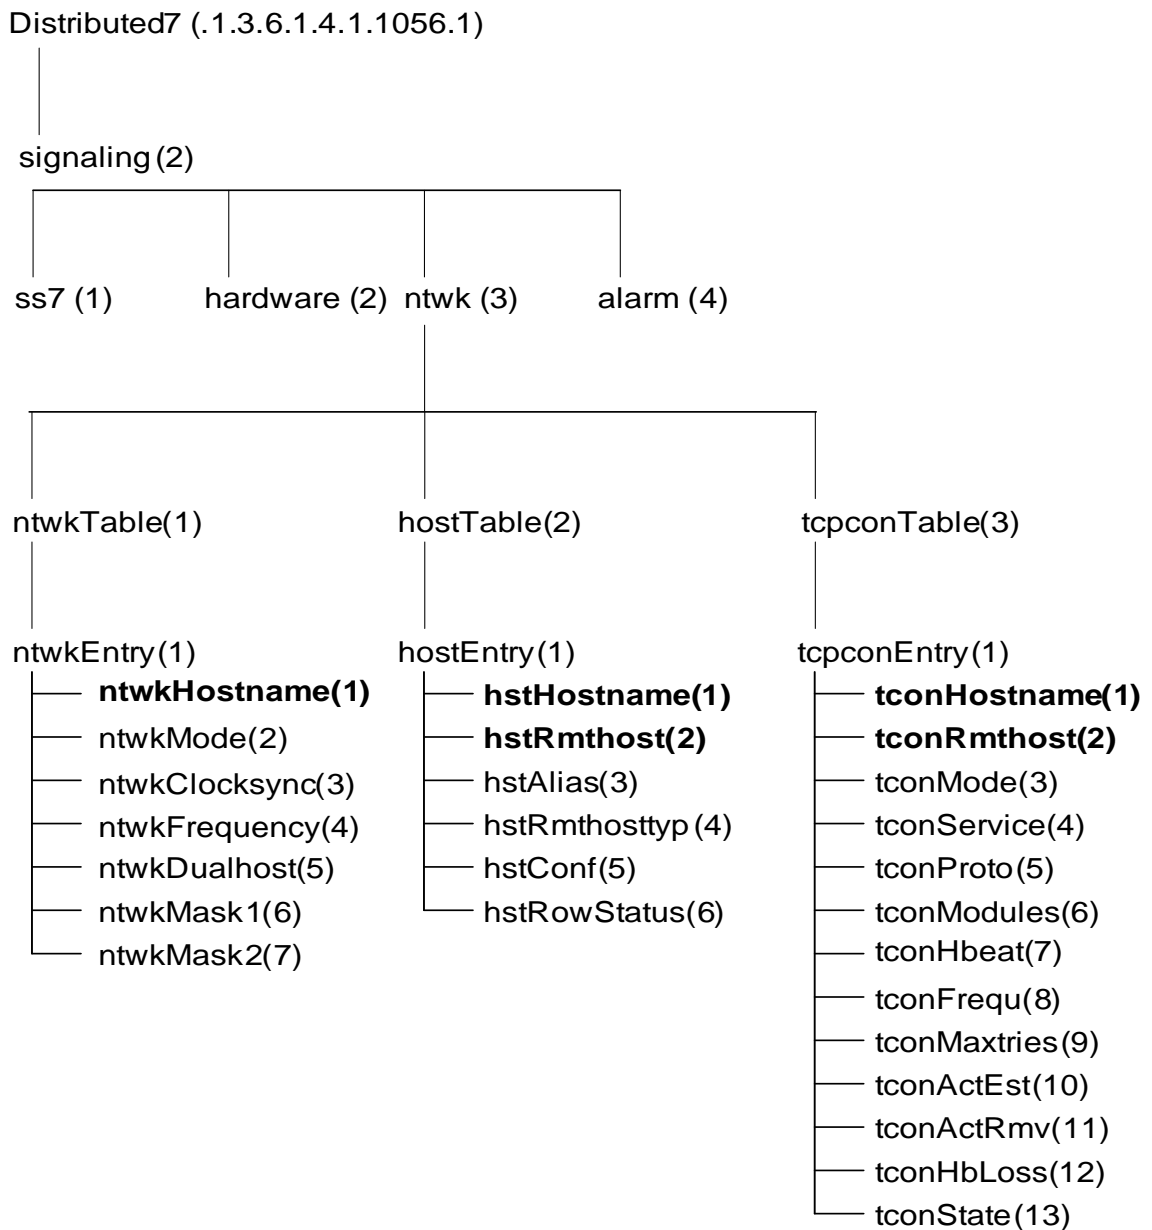 Distributed7 (.1.3.6.1.4.1.1056.1)
signaling (2)
ss7 (1) hardware (2) ntwk (3) alarm (4)
ntwkTable(1) hostTable(2) tcpconTable(3)
ntwkEntry(1) hostEntry(1) tcpconEntry(1)
ntwkHostname(1) hstHostname(1) tconHostname(1)
ntwkMode(2) hstRmthost(2) tconRmthost(2)
ntwkClocksync(3) hstAlias(3) tconMode(3)
ntwkFrequency(4) hstRmthosttyp(4) tconService(4)
ntwkDualhost(5) hstConf(5) tconProto(5)
ntwkMask1(6) hstRowStatus(6) tconModules(6)
ntwkMask2(7) tconHbeat(7)
tconFrequ(8)
tconMaxtries(9)
tconActEst(10)
tconActRmv(11)
tconHbLoss(12)
tconState(13)